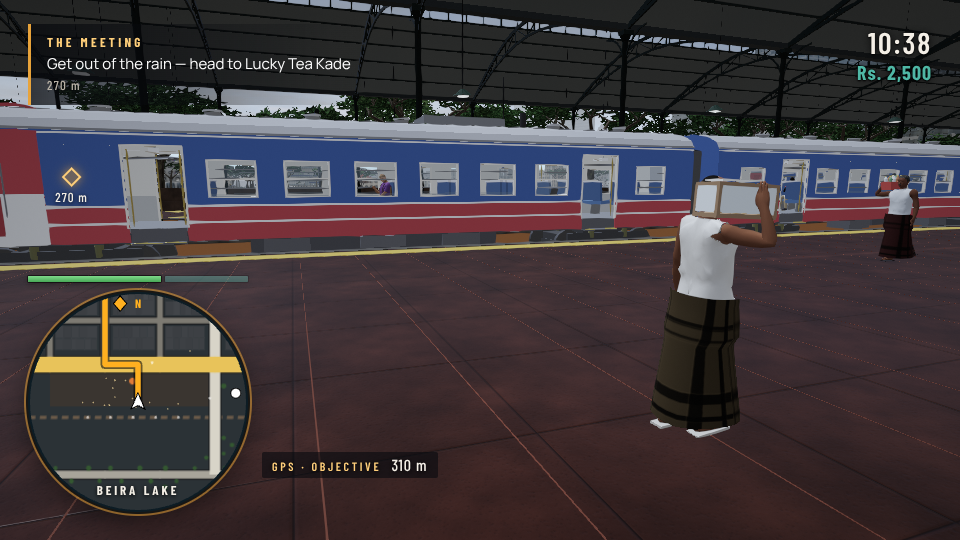 THE MEETING
Get out of the rain — head to Lucky Tea Kade
270 m
10:38
Rs. 2,500
270 m
N
BEIRA LAKE
GPS · OBJECTIVE 310 m